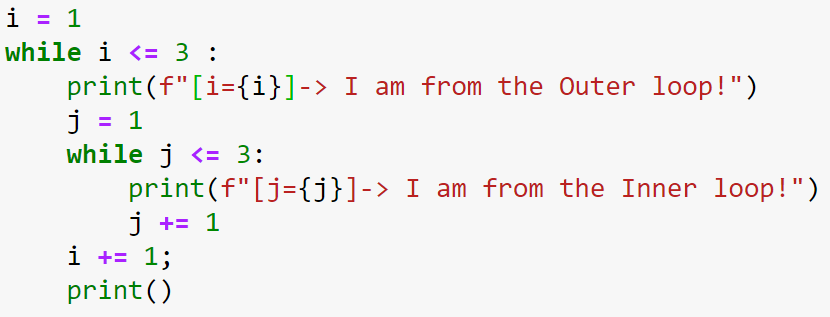 i = 1
while i <= 3 :
    print(f"[i={i}]-> I am from the Outer loop!")
    j = 1
    while j <= 3:
        print(f"[j={j}]-> I am from the Inner loop!")
        j += 1
    i += 1;
    print()